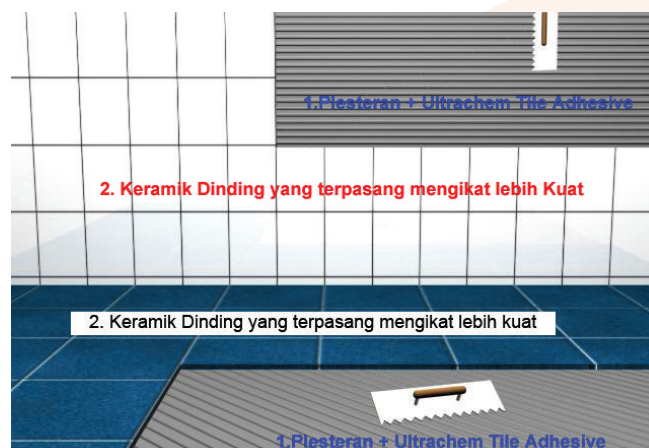 1.Plesteran + Ultrachem Tile Adhesive
2. Keramik Dinding yang terpasang mengikat lebih Kuat
2. Keramik Dinding yang terpasang mengikat lebih kuat
1.Plesteran + Ultrachem Tile Adhesive